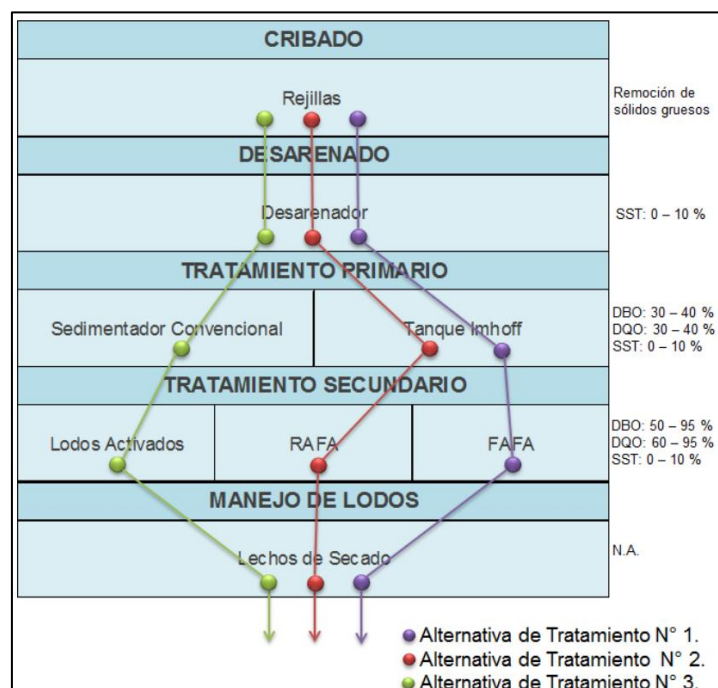 CRIBADO
Rejillas
Remoción de
sólidos gruesos
DESARENADO
Desarenador
SST: 0 – 10 %
TRATAMIENTO PRIMARIO
Sedimentador Convencional
Tanque Imhoff
DBO: 30 – 40 %
DQO: 30 – 40 %
SST: 0 – 10 %
TRATAMIENTO SECUNDARIO
Lodos Activados
RAFA
FAFA
DBO: 50 – 95 %
DQO: 60 – 95 %
SST: 0 – 10 %
MANEJO DE LODOS
Lechos de Secado
N.A.
Alternativa de Tratamiento N° 1.
Alternativa de Tratamiento N° 2.
Alternativa de Tratamiento N° 3.